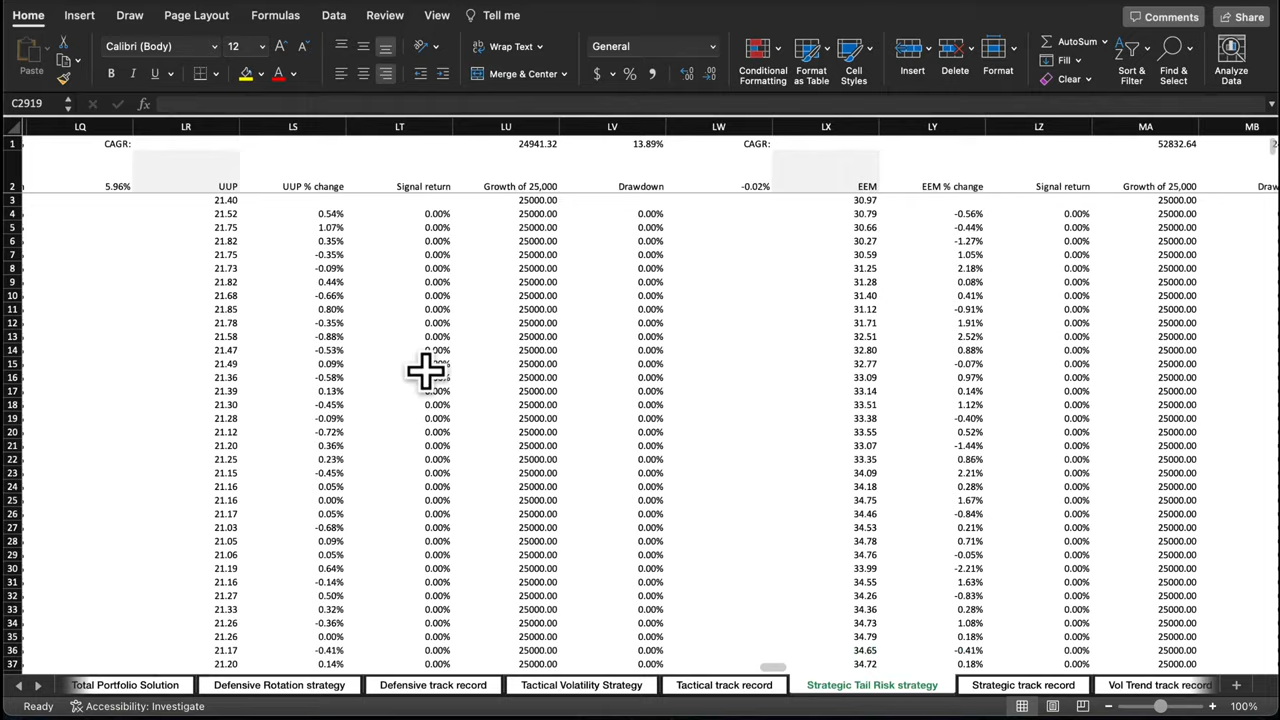 Home Insert Draw Page Layout Formulas Data Review View Tell me Comments Share
Calibri (Body) 12 Wrap Text General AutoSum
Paste Merge & Center Conditional Formatting Format as Table Cell Styles Insert Delete Format Fill Clear Sort & Filter Find & Select Analyze Data
C2919 fx
LQ LR LS LT LU LV LW LX LY LZ MA MB
1 CAGR: 24941.32 13.89% CAGR: 52832.64
2 5.96% UUP UUP % change Signal return Growth of 25,000 Drawdown -0.02% EEM EEM % change Signal return Growth of 25,000
3 21.40 25000.00 30.97 25000.00
4 21.52 0.54% 0.00% 25000.00 0.00% 30.79 -0.56% 0.00% 25000.00
5 21.75 1.07% 0.00% 25000.00 0.00% 30.66 -0.44% 0.00% 25000.00
6 21.82 0.35% 0.00% 25000.00 0.00% 30.27 -1.27% 0.00% 25000.00
7 21.75 -0.35% 0.00% 25000.00 0.00% 30.59 1.05% 0.00% 25000.00
8 21.73 -0.09% 0.00% 25000.00 0.00% 31.25 2.18% 0.00% 25000.00
9 21.82 0.44% 0.00% 25000.00 0.00% 31.28 0.08% 0.00% 25000.00
10 21.68 -0.66% 0.00% 25000.00 0.00% 31.40 0.41% 0.00% 25000.00
11 21.85 0.80% 0.00% 25000.00 0.00% 31.12 -0.91% 0.00% 25000.00
12 21.78 -0.35% 0.00% 25000.00 0.00% 31.71 1.91% 0.00% 25000.00
13 21.58 -0.88% 0.00% 25000.00 0.00% 32.51 2.52% 0.00% 25000.00
14 21.47 -0.53% 0.00% 25000.00 0.00% 32.80 0.88% 0.00% 25000.00
15 21.49 0.09% 25000.00 0.00% 32.77 -0.07% 0.00% 25000.00
16 21.36 -0.58% 25000.00 0.00% 33.09 0.97% 0.00% 25000.00
17 21.39 0.13% 0.00% 25000.00 0.00% 33.14 0.14% 0.00% 25000.00
18 21.30 -0.45% 0.00% 25000.00 0.00% 33.51 1.12% 0.00% 25000.00
19 21.28 -0.09% 0.00% 25000.00 0.00% 33.38 -0.40% 0.00% 25000.00
20 21.12 -0.72% 0.00% 25000.00 0.00% 33.55 0.52% 0.00% 25000.00
21 21.20 0.36% 0.00% 25000.00 0.00% 33.07 -1.44% 0.00% 25000.00
22 21.25 0.23% 0.00% 25000.00 0.00% 33.35 0.86% 0.00% 25000.00
23 21.15 -0.45% 0.00% 25000.00 0.00% 34.09 2.21% 0.00% 25000.00
24 21.16 0.05% 0.00% 25000.00 0.00% 34.18 0.28% 0.00% 25000.00
25 21.16 0.00% 0.00% 25000.00 0.00% 34.75 1.67% 0.00% 25000.00
26 21.17 0.05% 0.00% 25000.00 0.00% 34.46 -0.84% 0.00% 25000.00
27 21.03 -0.68% 0.00% 25000.00 0.00% 34.53 0.21% 0.00% 25000.00
28 21.05 0.09% 0.00% 25000.00 0.00% 34.78 0.71% 0.00% 25000.00
29 21.06 0.05% 0.00% 25000.00 0.00% 34.76 -0.05% 0.00% 25000.00
30 21.19 0.64% 0.00% 25000.00 0.00% 33.99 -2.21% 0.00% 25000.00
31 21.16 -0.14% 0.00% 25000.00 0.00% 34.55 1.63% 0.00% 25000.00
32 21.27 0.50% 0.00% 25000.00 0.00% 34.26 -0.83% 0.00% 25000.00
33 21.33 0.32% 0.00% 25000.00 0.00% 34.36 0.28% 0.00% 25000.00
34 21.26 -0.36% 0.00% 25000.00 0.00% 34.73 1.08% 0.00% 25000.00
35 21.26 0.00% 0.00% 25000.00 0.00% 34.79 0.18% 0.00% 25000.00
36 21.17 -0.41% 0.00% 25000.00 0.00% 34.65 -0.41% 0.00% 25000.00
37 21.20 0.14% 0.00% 25000.00 0.00% 34.72 0.18% 0.00% 25000.00
Total Portfolio Solution Defensive Rotation strategy Defensive track record Tactical Volatility Strategy Tactical track record Strategic Tail Risk strategy Strategic track record Vol Trend track record
Ready Accessibility: Investigate 100%